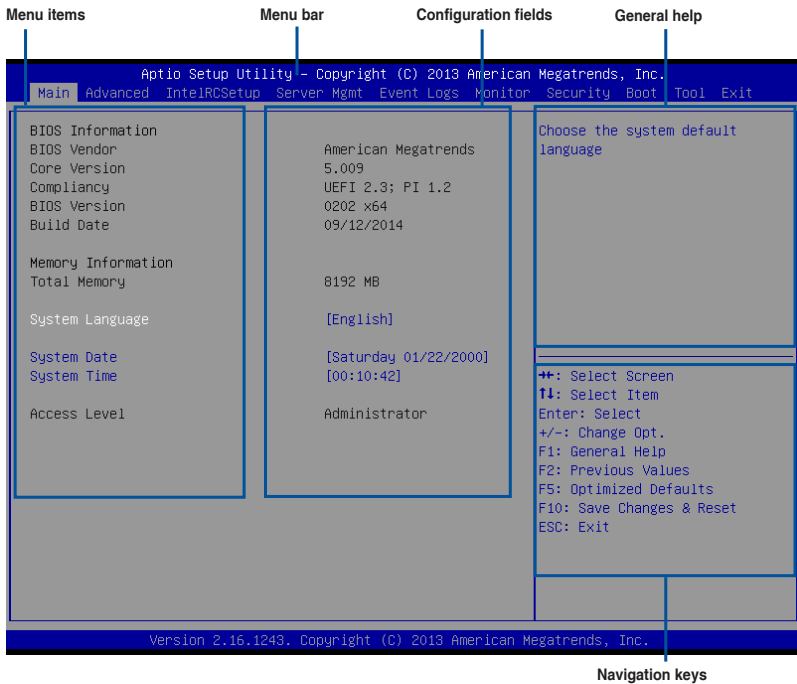 Menu items Menu bar Configuration fields General help
Aptio Setup Utility – Copyright (C) 2013 American Megatrends, Inc.
Main Advanced IntelRCSetup Server Mgmt Event Logs Monitor Security Boot Tool Exit
BIOS Information
BIOS Vendor American Megatrends
Core Version 5.009
Compliancy UEFI 2.3; PI 1.2
BIOS Version 0202 x64
Build Date 09/12/2014
Memory Information
Total Memory 8192 MB
System Language [English]
System Date [Saturday 01/22/2000]
System Time [00:10:42]
Access Level Administrator
Choose the system default
language
→←: Select Screen
↑↓: Select Item
Enter: Select
+/-: Change Opt.
F1: General Help
F2: Previous Values
F5: Optimized Defaults
F10: Save Changes & Reset
ESC: Exit
Version 2.16.1243. Copyright (C) 2013 American Megatrends, Inc.
Navigation keys